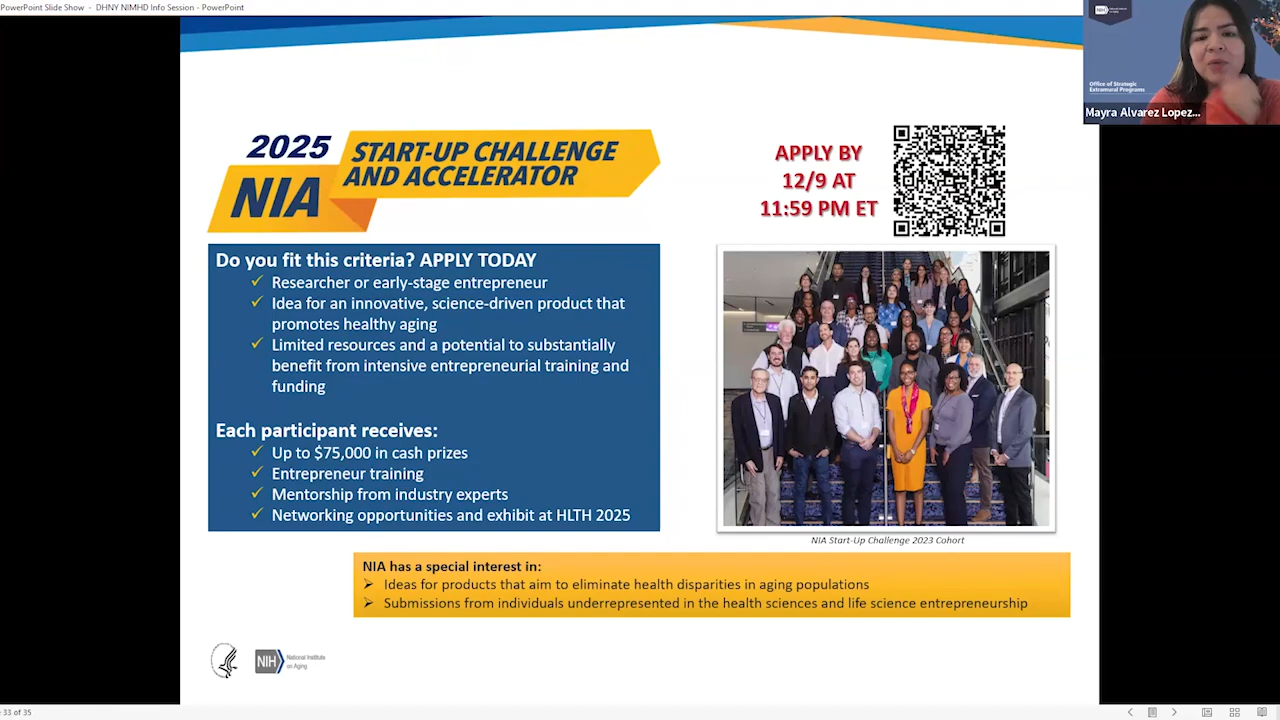 PowerPoint Slide Show - DHNY NIMHD Info Session - PowerPoint
NIH
Office of Strategic
Extramural Programs
Mayra Alvarez Lopez...
2025
NIA
START-UP CHALLENGE
AND ACCELERATOR
APPLY BY
12/9 AT
11:59 PM ET
Do you fit this criteria? APPLY TODAY
✓ Researcher or early-stage entrepreneur
✓ Idea for an innovative, science-driven product that
promotes healthy aging
✓ Limited resources and a potential to substantially
benefit from intensive entrepreneurial training and
funding
Each participant receives:
✓ Up to $75,000 in cash prizes
✓ Entrepreneur training
✓ Mentorship from industry experts
✓ Networking opportunities and exhibit at HLTH 2025
NIA Start-Up Challenge 2023 Cohort
NIA has a special interest in:
➢ Ideas for products that aim to eliminate health disparities in aging populations
➢ Submissions from individuals underrepresented in the health sciences and life science entrepreneurship
NIH
National Institute
on Aging
33 of 35